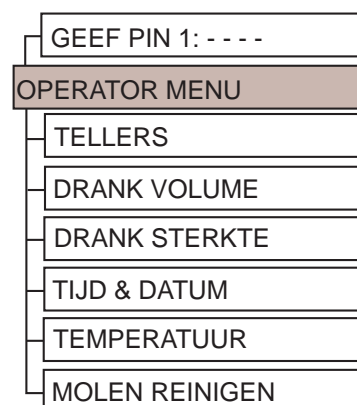 GEEF PIN 1: - - - -
OPERATOR MENU
TELLERS
DRANK VOLUME
DRANK STERKTE
TIJD & DATUM
TEMPERATUUR
MOLEN REINIGEN